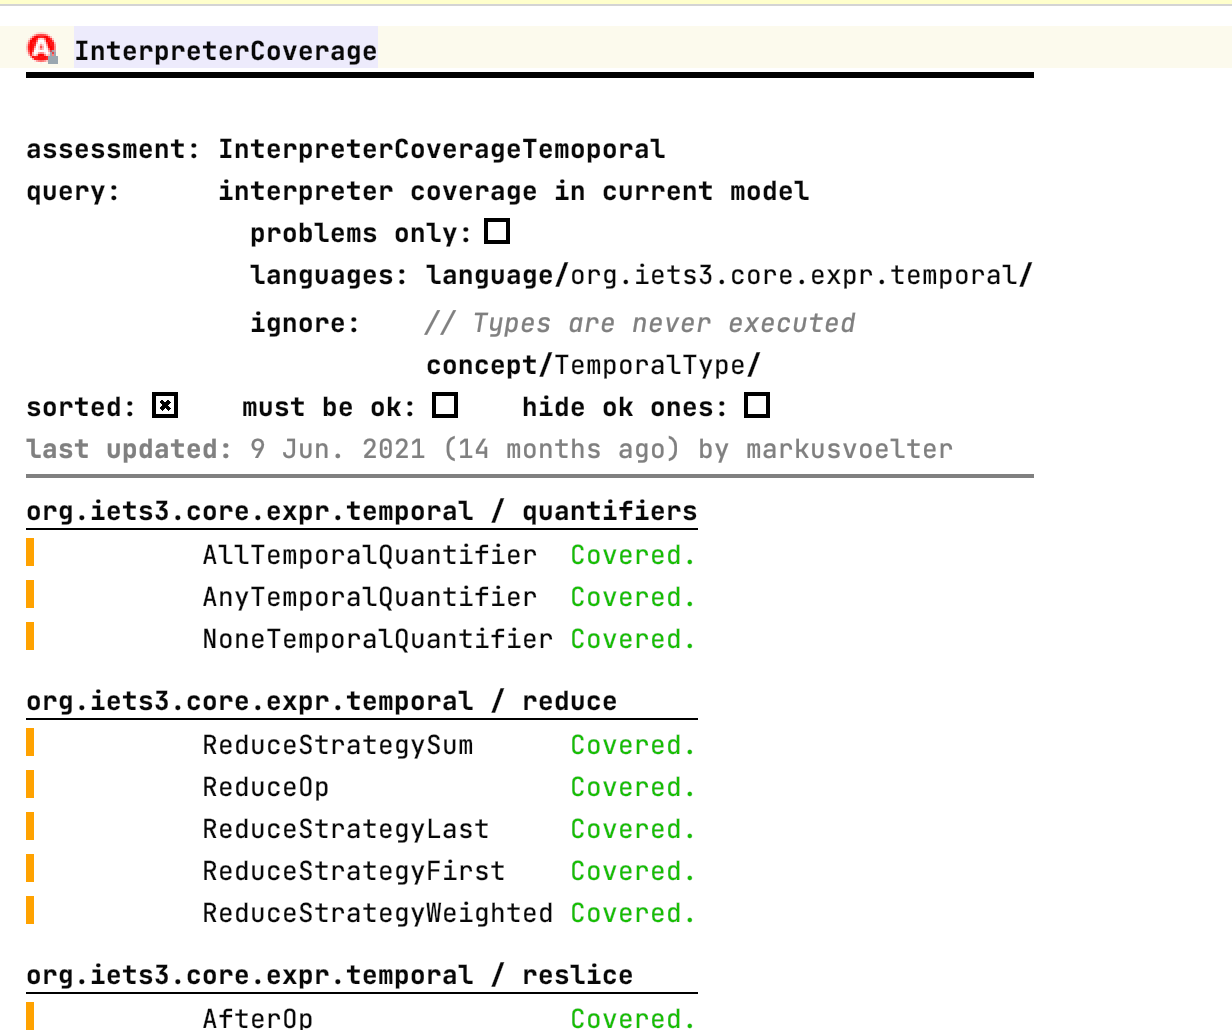 InterpreterCoverage
assessment: InterpreterCoverageTemoporal
query: interpreter coverage in current model
problems only:
languages: language/org.iets3.core.expr.temporal/
ignore: // Types are never executed
concept/TemporalType/
sorted: must be ok: hide ok ones:
last updated: 9 Jun. 2021 (14 months ago) by markusvoelter
org.iets3.core.expr.temporal / quantifiers
AllTemporalQuantifier Covered.
AnyTemporalQuantifier Covered.
NoneTemporalQuantifier Covered.
org.iets3.core.expr.temporal / reduce
ReduceStrategySum Covered.
ReduceOp Covered.
ReduceStrategyLast Covered.
ReduceStrategyFirst Covered.
ReduceStrategyWeighted Covered.
org.iets3.core.expr.temporal / reslice
AfterOp Covered.